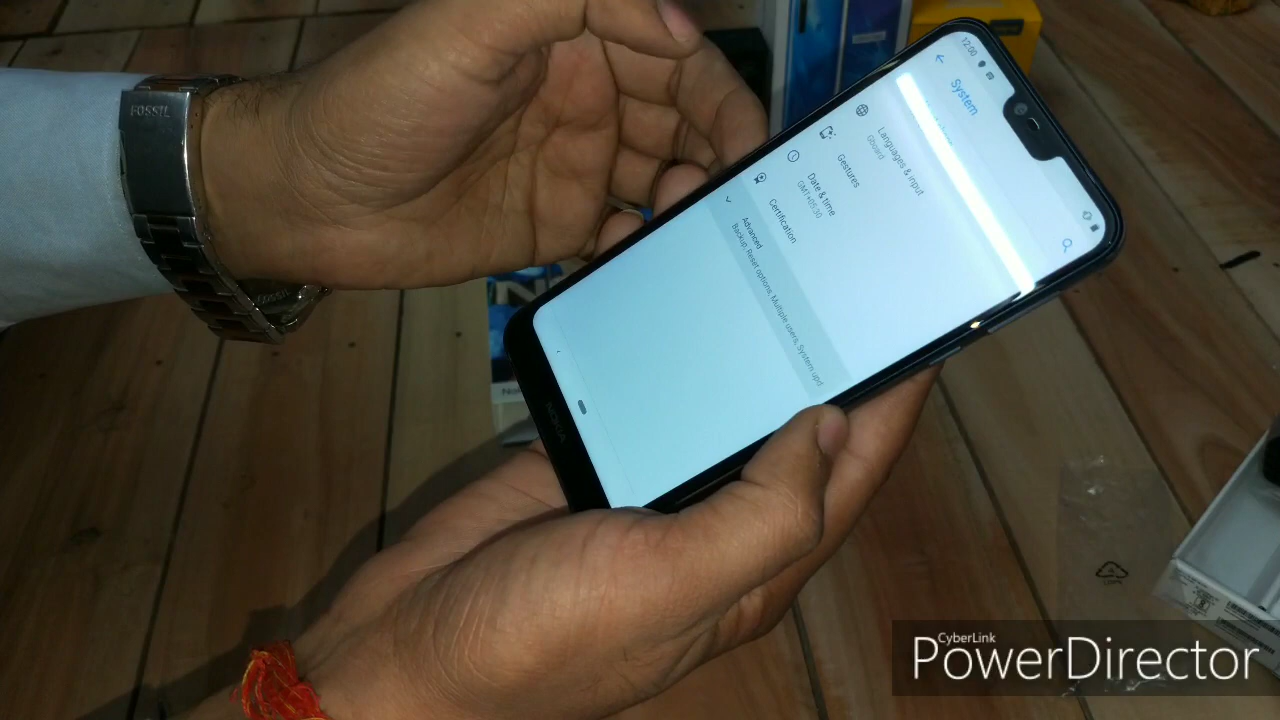 FOSSIL
12:00
System
Languages & input
Gboard
Gestures
Date & time
GMT+05:30
Certification
Advanced
Backup, Reset options, Multiple users, System upd
NOKIA
CyberLink
PowerDirector